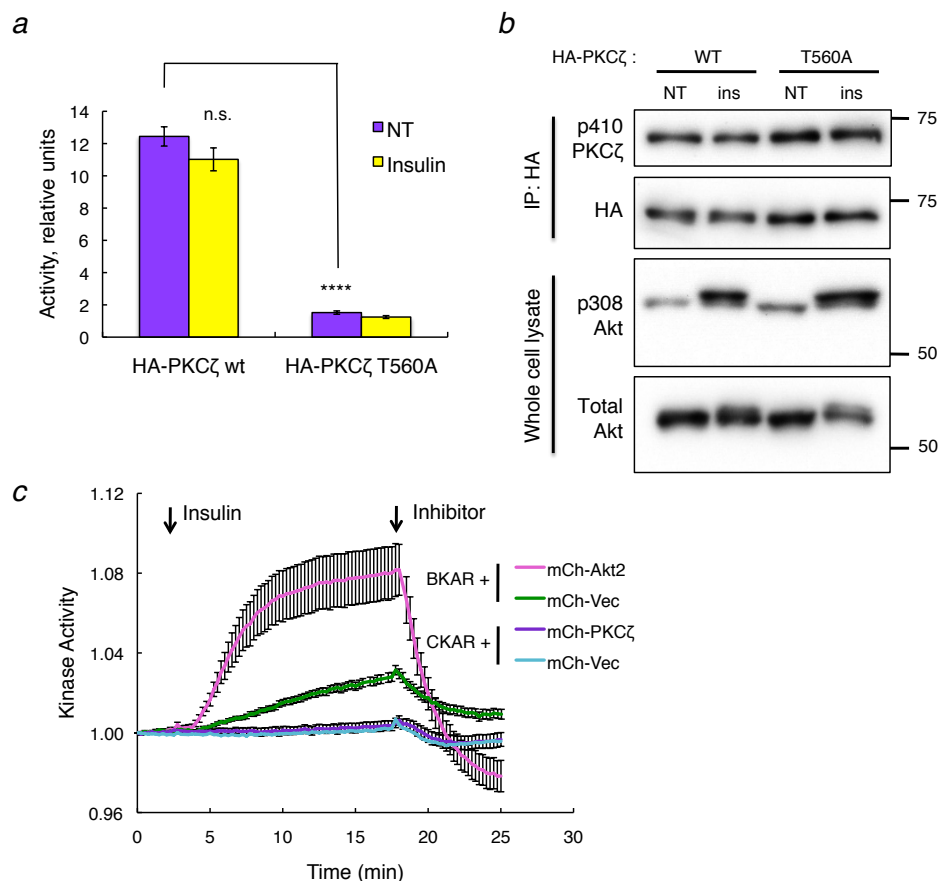 a
n.s.
NT
Insulin
****
14
12
10
8
6
4
2
0
Activity, relative units
HA-PKCζ wt
HA-PKCζ T560A
b
HA-PKCζ : WT T560A
NT ins NT ins
IP: HA
p410
PKCζ
75
HA
75
Whole cell lysate
p308
Akt
50
Total
Akt
50
c
Insulin
Inhibitor
BKAR +
mCh-Akt2
mCh-Vec
CKAR +
mCh-PKCζ
mCh-Vec
1.12
1.08
1.04
1.00
0.96
Kinase Activity
0 5 10 15 20 25 30
Time (min)